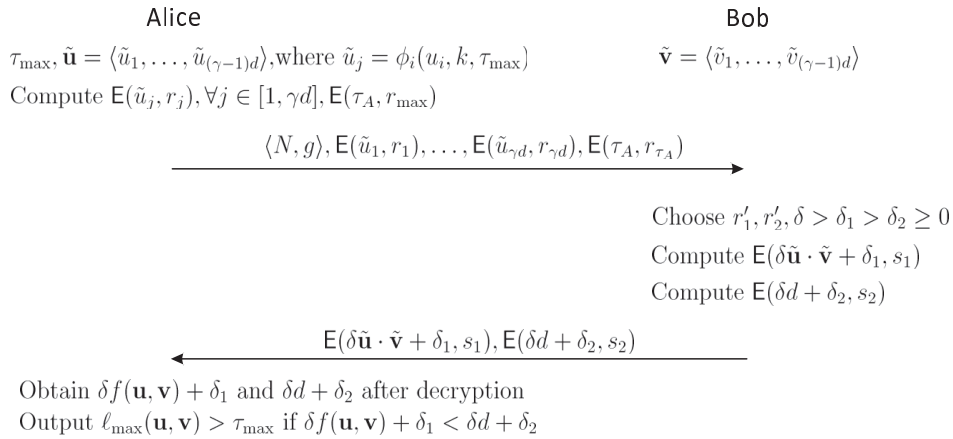 Alice
Bob
τ_max, ũ = ⟨ũ_1, . . . , ũ_{(γ−1)d}⟩,where ũ_j = ϕ_i(u_i, k, τ_max)
ṽ = ⟨ṽ_1, . . . , ṽ_{(γ−1)d}⟩
Compute E(ũ_j, r_j), ∀j ∈ [1, γd], E(τ_A, r_max)
⟨N, g⟩, E(ũ_1, r_1), . . . , E(ũ_{γd}, r_{γd}), E(τ_A, r_{τ_A})
Choose r′_1, r′_2, δ > δ_1 > δ_2 ≥ 0
Compute E(δũ · ṽ + δ_1, s_1)
Compute E(δd + δ_2, s_2)
E(δũ · ṽ + δ_1, s_1), E(δd + δ_2, s_2)
Obtain δf(u, v) + δ_1 and δd + δ_2 after decryption
Output ℓ_max(u, v) > τ_max if δf(u, v) + δ_1 < δd + δ_2